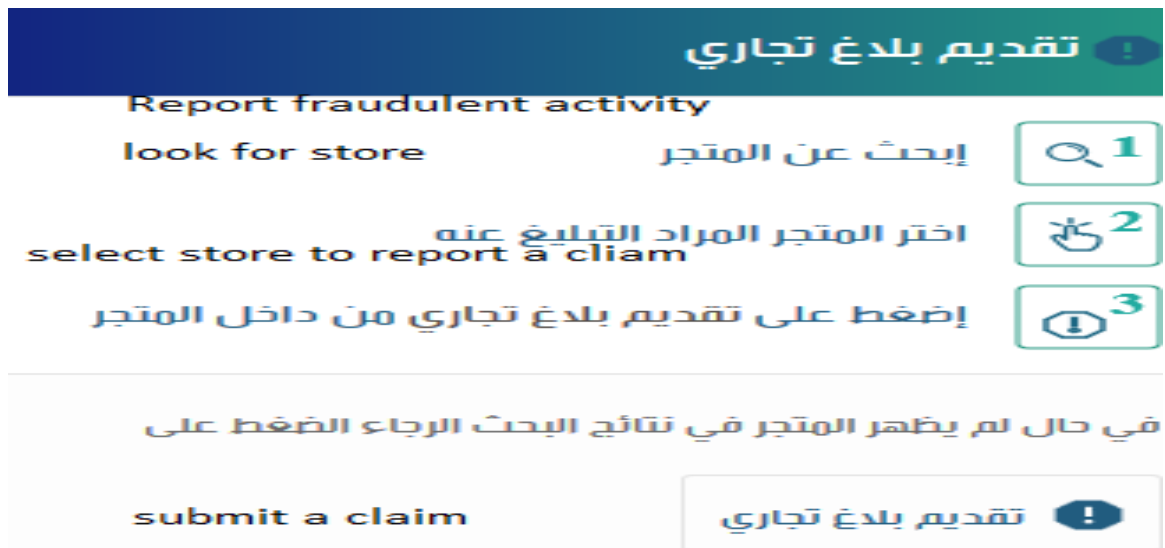 تقديم بلاغ تجاري
Report fraudulent activity
1
إبحث عن المتجر
look for store
2
اختر المتجر المراد التبليغ عنه
select store to report a cliam
3
إضغط على تقديم بلاغ تجاري من داخل المتجر
في حال لم يظهر المتجر في نتائج البحث الرجاء الضغط على
تقديم بلاغ تجاري
submit a claim